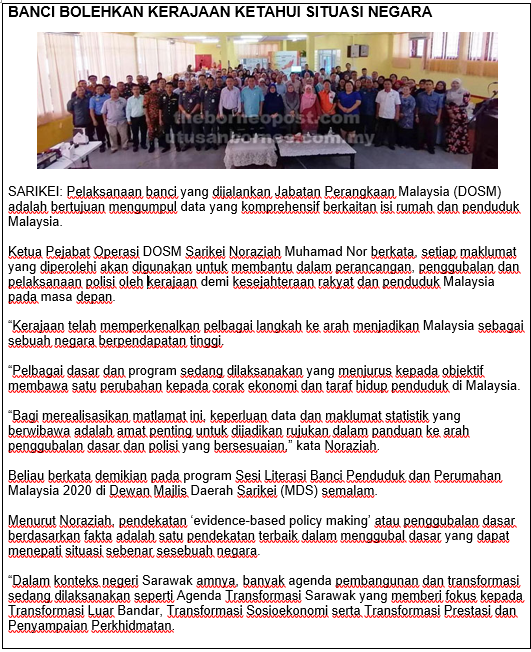 BANCI BOLEHKAN KERAJAAN KETAHUI SITUASI NEGARA
theborneopost.com
utusanborneo.com.my
SARIKEI: Pelaksanaan banci yang dijalankan Jabatan Perangkaan Malaysia (DOSM)
adalah bertujuan mengumpul data yang komprehensif berkaitan isi rumah dan penduduk
Malaysia.
Ketua Pejabat Operasi DOSM Sarikei Noraziah Muhamad Nor berkata, setiap maklumat
yang diperolehi akan digunakan untuk membantu dalam perancangan, penggubalan dan
pelaksanaan polisi oleh kerajaan demi kesejahteraan rakyat dan penduduk Malaysia
pada masa depan.
“Kerajaan telah memperkenalkan pelbagai langkah ke arah menjadikan Malaysia sebagai
sebuah negara berpendapatan tinggi.
“Pelbagai dasar dan program sedang dilaksanakan yang menjurus kepada objektif
membawa satu perubahan kepada corak ekonomi dan taraf hidup penduduk di Malaysia.
“Bagi merealisasikan matlamat ini, keperluan data dan maklumat statistik yang
berwibawa adalah amat penting untuk dijadikan rujukan dalam panduan ke arah
penggubalan dasar dan polisi yang bersesuaian,” kata Noraziah.
Beliau berkata demikian pada program Sesi Literasi Banci Penduduk dan Perumahan
Malaysia 2020 di Dewan Majlis Daerah Sarikei (MDS) semalam.
Menurut Noraziah, pendekatan ‘evidence-based policy making’ atau penggubalan dasar
berdasarkan fakta adalah satu pendekatan terbaik dalam menggubal dasar yang dapat
menepati situasi sebenar sesebuah negara.
“Dalam konteks negeri Sarawak amnya, banyak agenda pembangunan dan transformasi
sedang dilaksanakan seperti Agenda Transformasi Sarawak yang memberi fokus kepada
Transformasi Luar Bandar, Transformasi Sosioekonomi serta Transformasi Prestasi dan
Penyampaian Perkhidmatan.